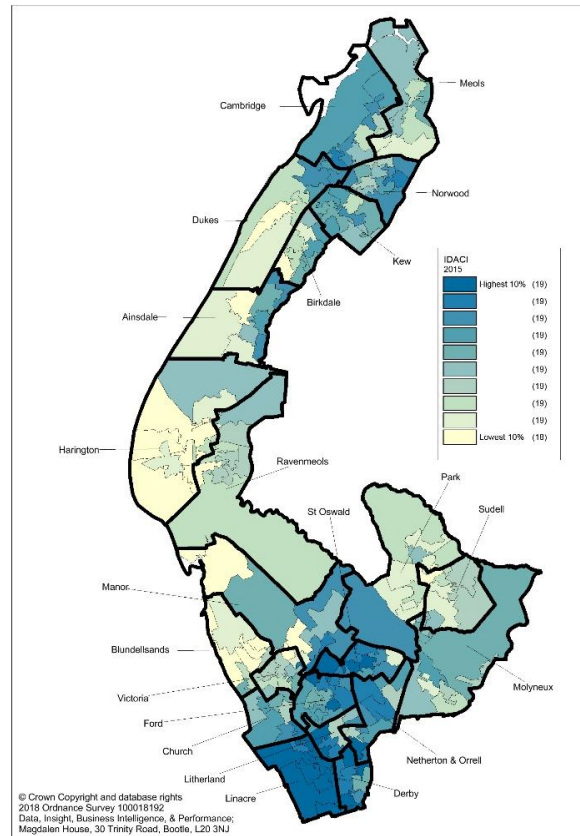 Meols
Cambridge
Norwood
Dukes
Kew
IDACI
2015
Highest 10% (19)
(19)
(19)
(19)
(19)
(19)
(19)
(19)
(19)
Lowest 10% (18)
Birkdale
Ainsdale
Harington
Ravenmeols
Park
Sudell
St Oswald
Manor
Blundellsands
Molyneux
Victoria
Ford
Church
Netherton & Orrell
Litherland
Linacre
Derby
© Crown Copyright and database rights
2018 Ordnance Survey 100018192
Data, Insight, Business Intelligence, & Performance;
Magdalen House, 30 Trinity Road, Bootle, L20 3NJ